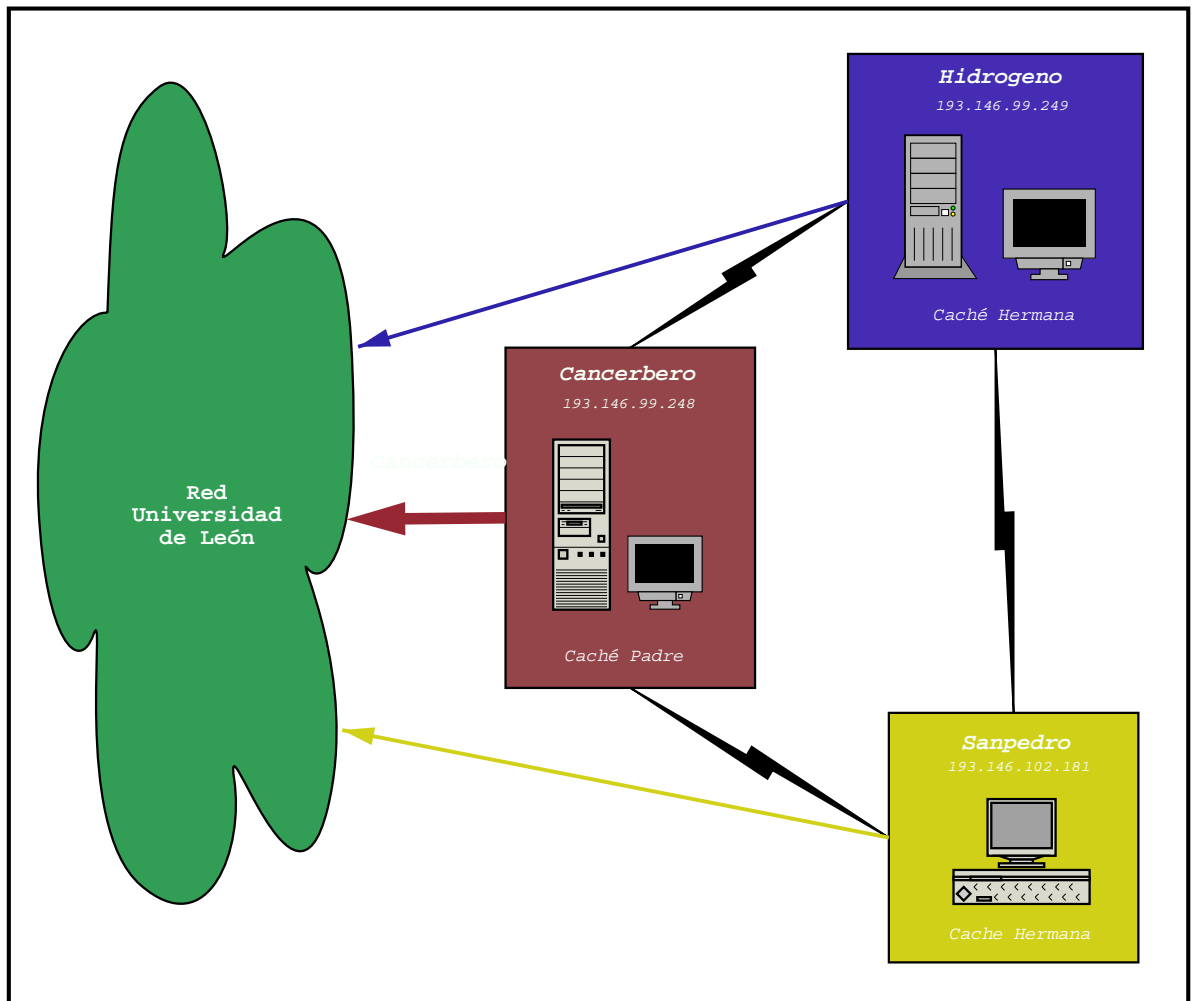 Hidrogeno
193.146.99.249
Caché Hermana
Cancerbero
193.146.99.248
Cancerbero
Caché Padre
Red
Universidad
de León
Sanpedro
193.146.102.181
Cache Hermana